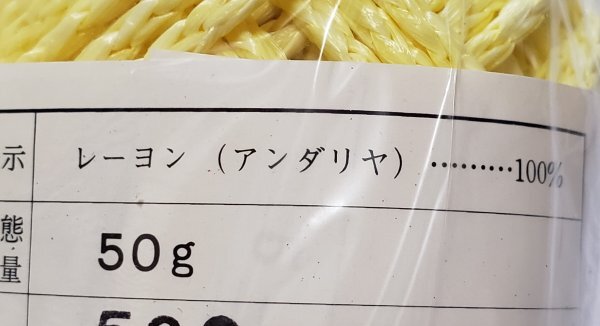 示 レーヨン (アンダリヤ) ………100%
態・量 50g